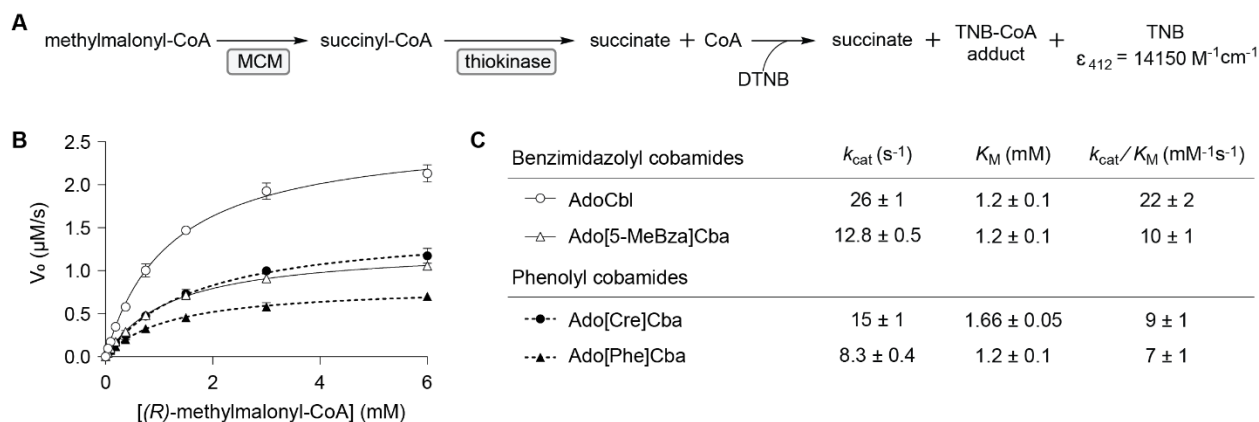 A
methylmalonyl-CoA MCM succinyl-CoA thiokinase succinate + CoA DTNB succinate + TNB-CoA adduct + TNB
ε412 = 14150 M⁻¹cm⁻¹
B
2.5
2.0
1.5
1.0
0.5
0.0
V₀ (µM/s)
0 2 4 6
[(R)-methylmalonyl-CoA] (mM)
C
Benzimidazolyl cobamides kcat (s⁻¹) KM (mM) kcat/KM (mM⁻¹s⁻¹)
AdoCbl 26 ± 1 1.2 ± 0.1 22 ± 2
Ado[5-MeBza]Cba 12.8 ± 0.5 1.2 ± 0.1 10 ± 1
Phenolyl cobamides
Ado[Cre]Cba 15 ± 1 1.66 ± 0.05 9 ± 1
Ado[Phe]Cba 8.3 ± 0.4 1.2 ± 0.1 7 ± 1